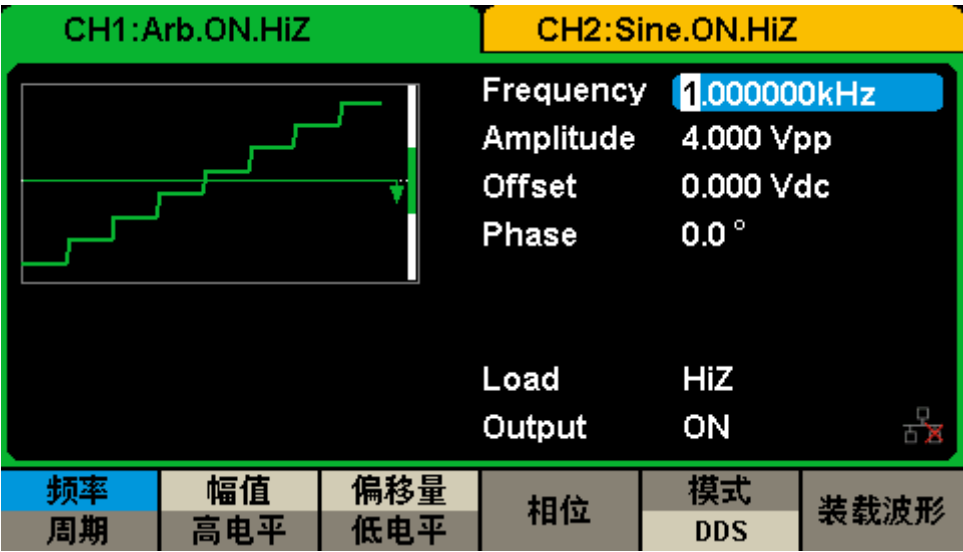 CH1:Arb.ON.HiZ
CH2:Sine.ON.HiZ
Frequency 1.000000kHz
Amplitude 4.000 Vpp
Offset 0.000 Vdc
Phase 0.0 °
Load HiZ
Output ON
频率 幅值 偏移量 相位 模式 装载波形
周期 高电平 低电平 DDS